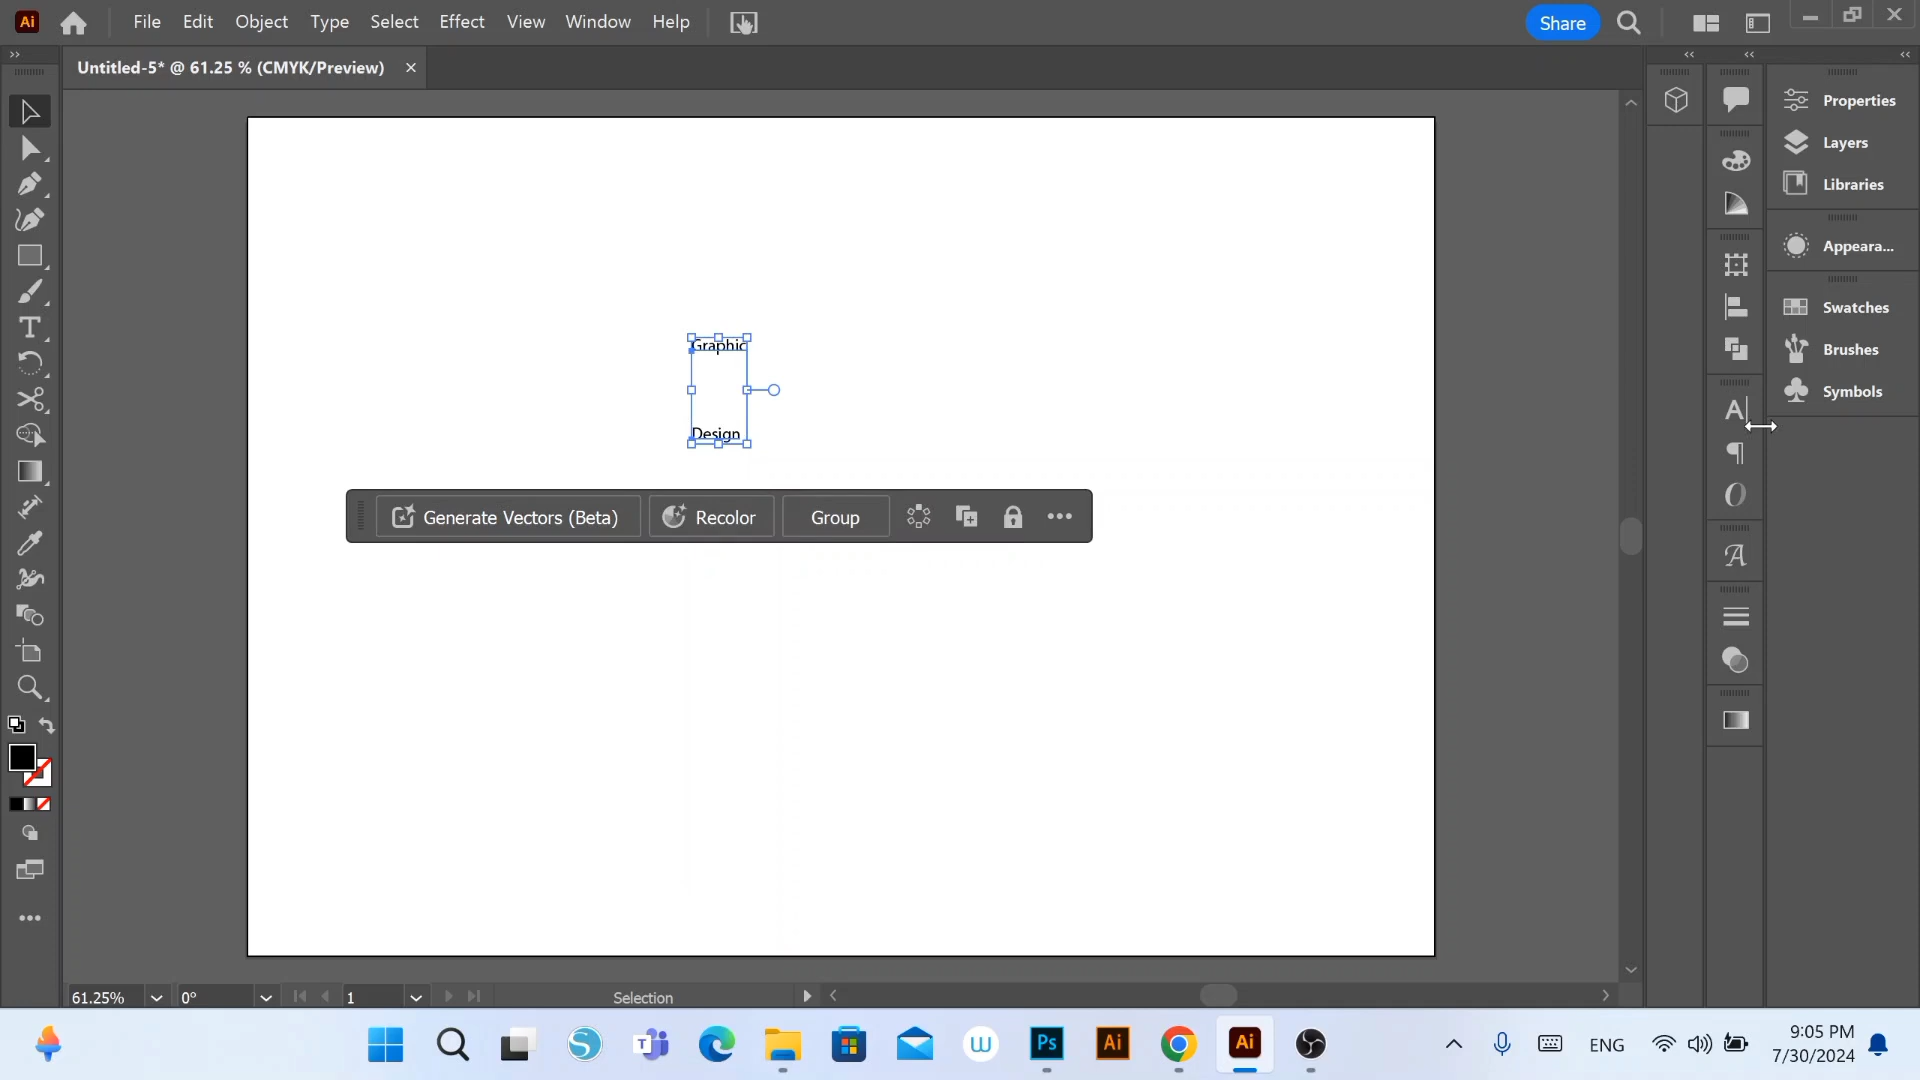 Ai File Edit Object Type Select Effect View Window Help Share
Untitled-5* @ 61.25 % (CMYK/Preview)
Properties
Layers
Libraries
Appeara...
Swatches
Brushes
Symbols
Graphic
Design
Generate Vectors (Beta) Recolor Group
61.25% 0° 1 Selection
Ps Ai Ai ENG
9:05 PM
7/30/2024